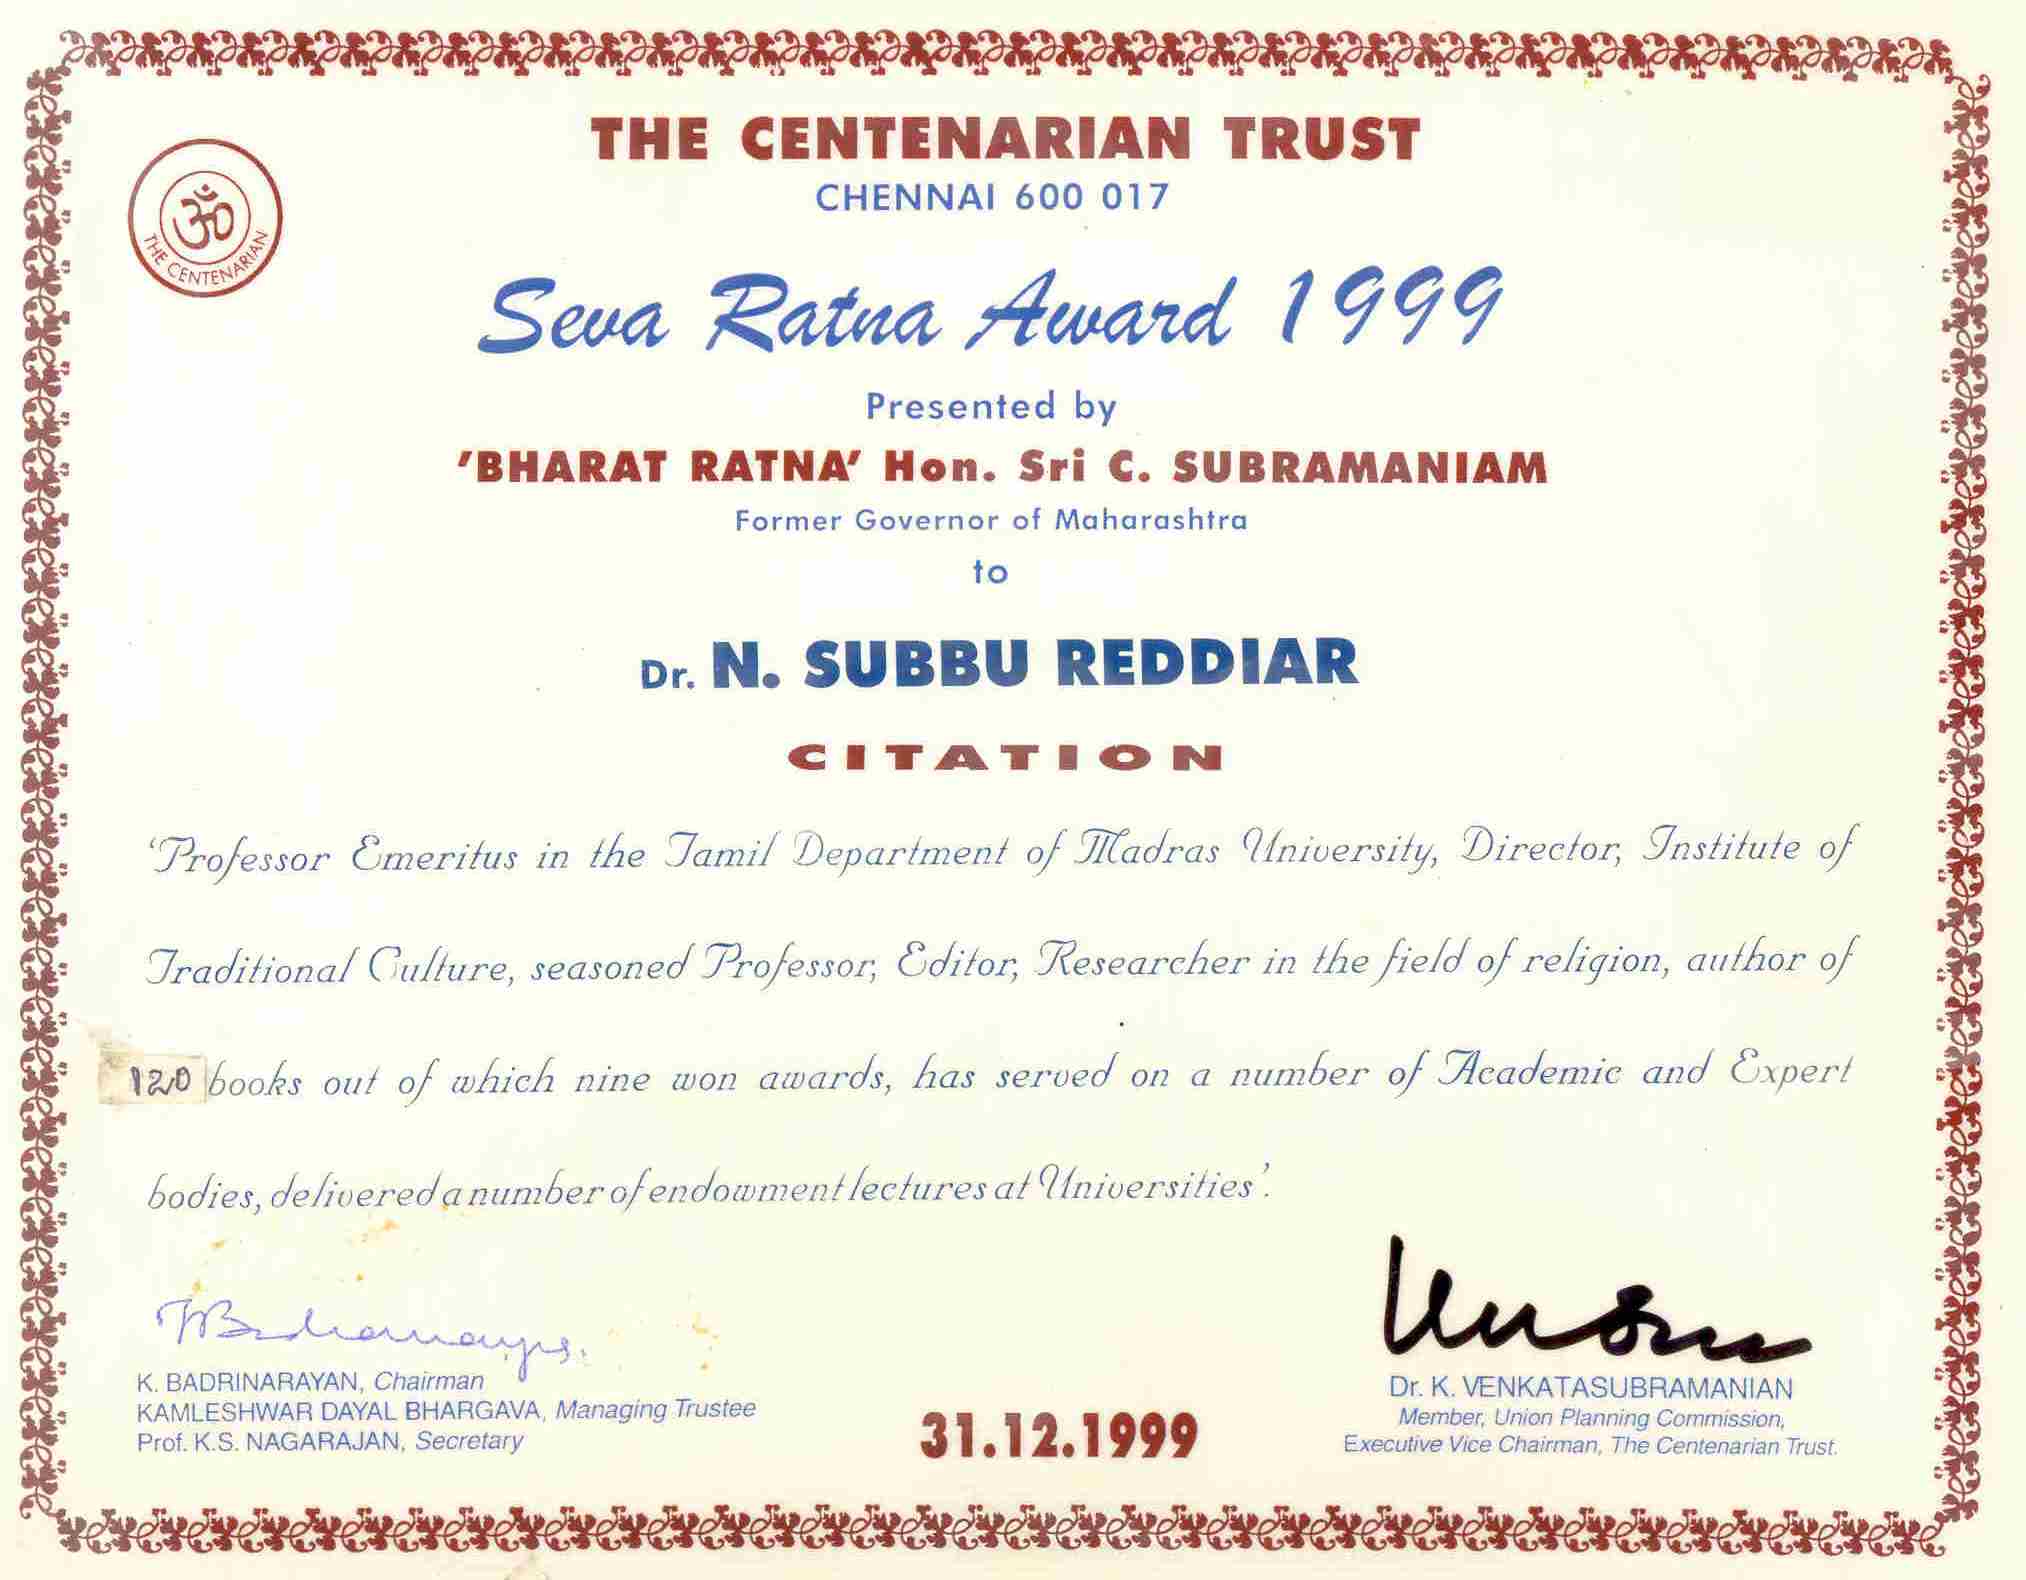 THE CENTENARIAN TRUST
CHENNAI 600 017
ॐ
THE CENTENARIAN
Seva Ratna Award 1999
Presented by
'BHARAT RATNA' Hon. Sri C. SUBRAMANIAM
Former Governor of Maharashtra
to
Dr. N. SUBBU REDDIAR
CITATION
'Professor Emeritus in the Tamil Department of Madras University, Director, Institute of
Traditional Culture, seasoned Professor, Editor, Researcher in the field of religion, author of
120 books out of which nine won awards, has served on a number of Academic and Expert
bodies, delivered a number of endowment lectures at Universities'.
K. BADRINARAYAN, Chairman
KAMLESHWAR DAYAL BHARGAVA, Managing Trustee
Prof. K.S. NAGARAJAN, Secretary
31.12.1999
Dr. K. VENKATASUBRAMANIAN
Member, Union Planning Commission,
Executive Vice Chairman, The Centenarian Trust.